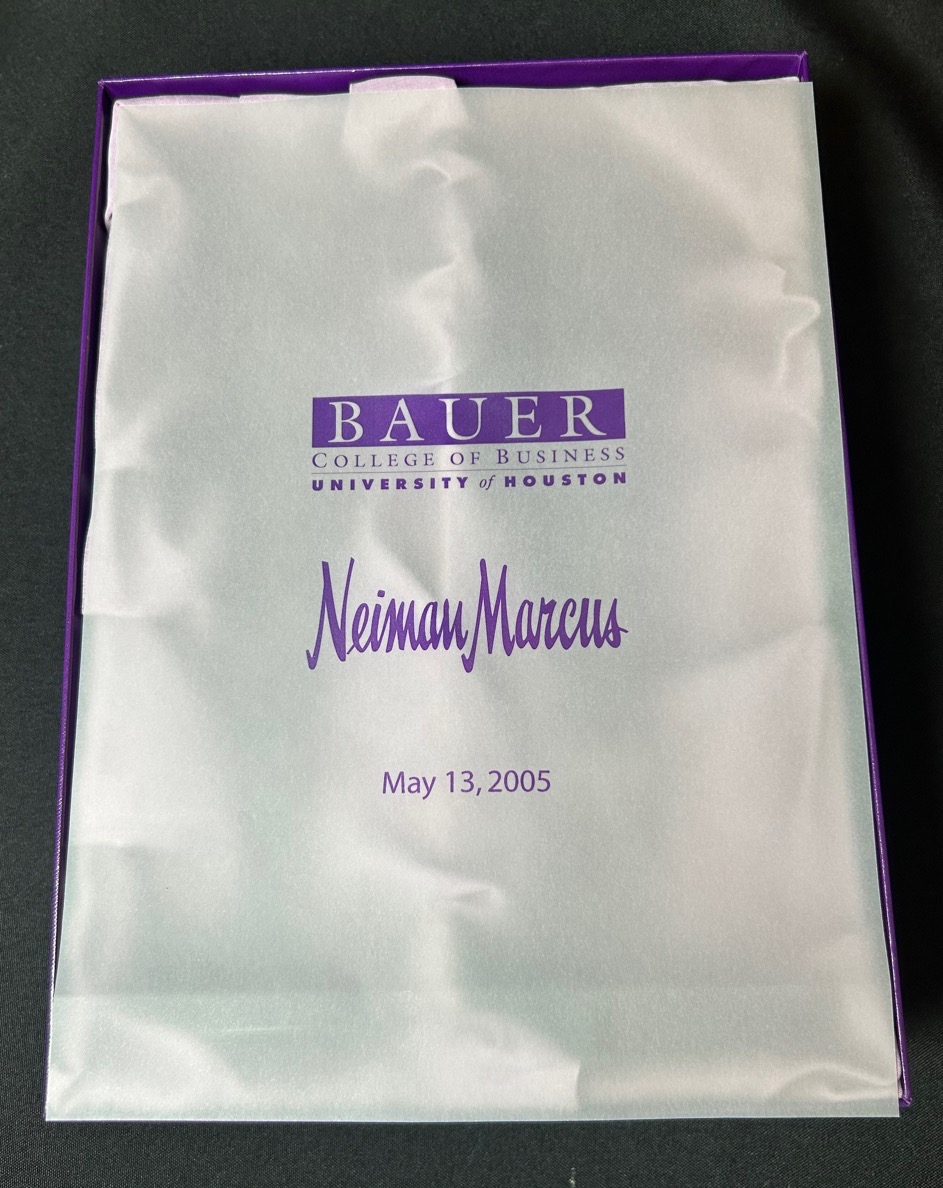 BAUER
COLLEGE OF BUSINESS
UNIVERSITY of HOUSTON
Neiman Marcus
May 13, 2005